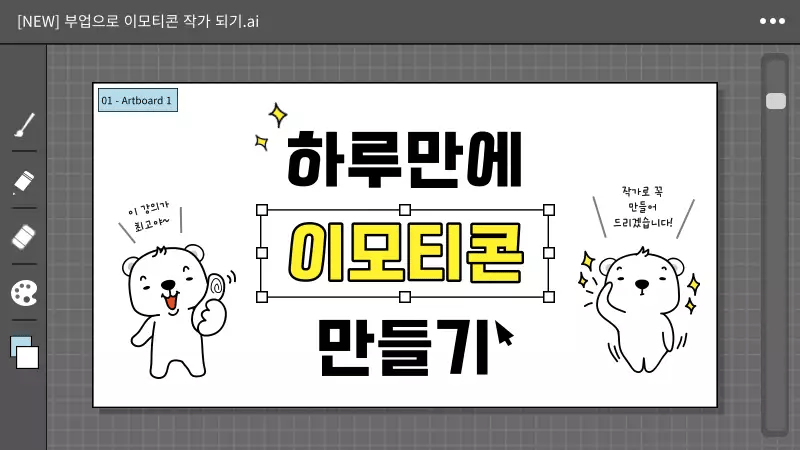 [NEW] 부업으로 이모티콘 작가 되기.ai
01 - Artboard 1
하루만에
이모티콘
만들기
이 강의가
최고야~
작가로 꼭
만들어
드리겠습니다!